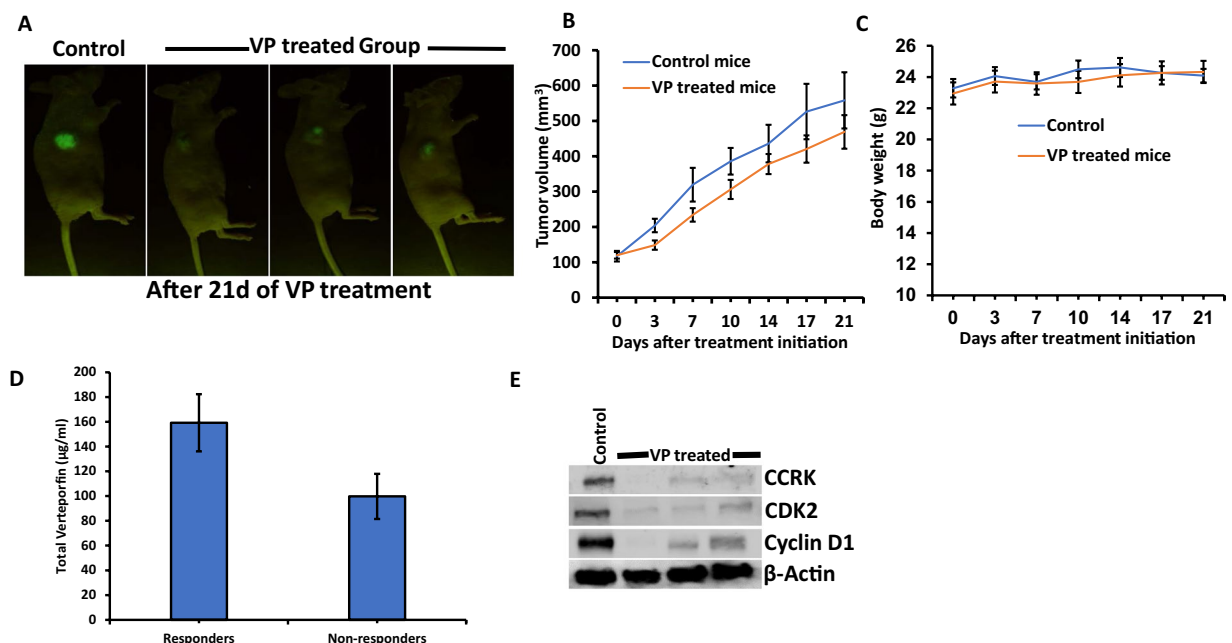 A
Control
VP treated Group
After 21d of VP treatment
B
Tumor volume (mm³)
700
600
500
400
300
200
100
0
Control mice
VP treated mice
0 3 7 10 14 17 21
Days after treatment initiation
C
Body weight (g)
26
24
22
20
18
16
14
12
10
Control
VP treated mice
0 3 7 10 14 17 21
Days after treatment initiation
D
Total Verteporfin (µg/ml)
200
180
160
140
120
100
80
60
40
20
0
Responders Non-responders
E
Control
VP treated
CCRK
CDK2
Cyclin D1
β-Actin